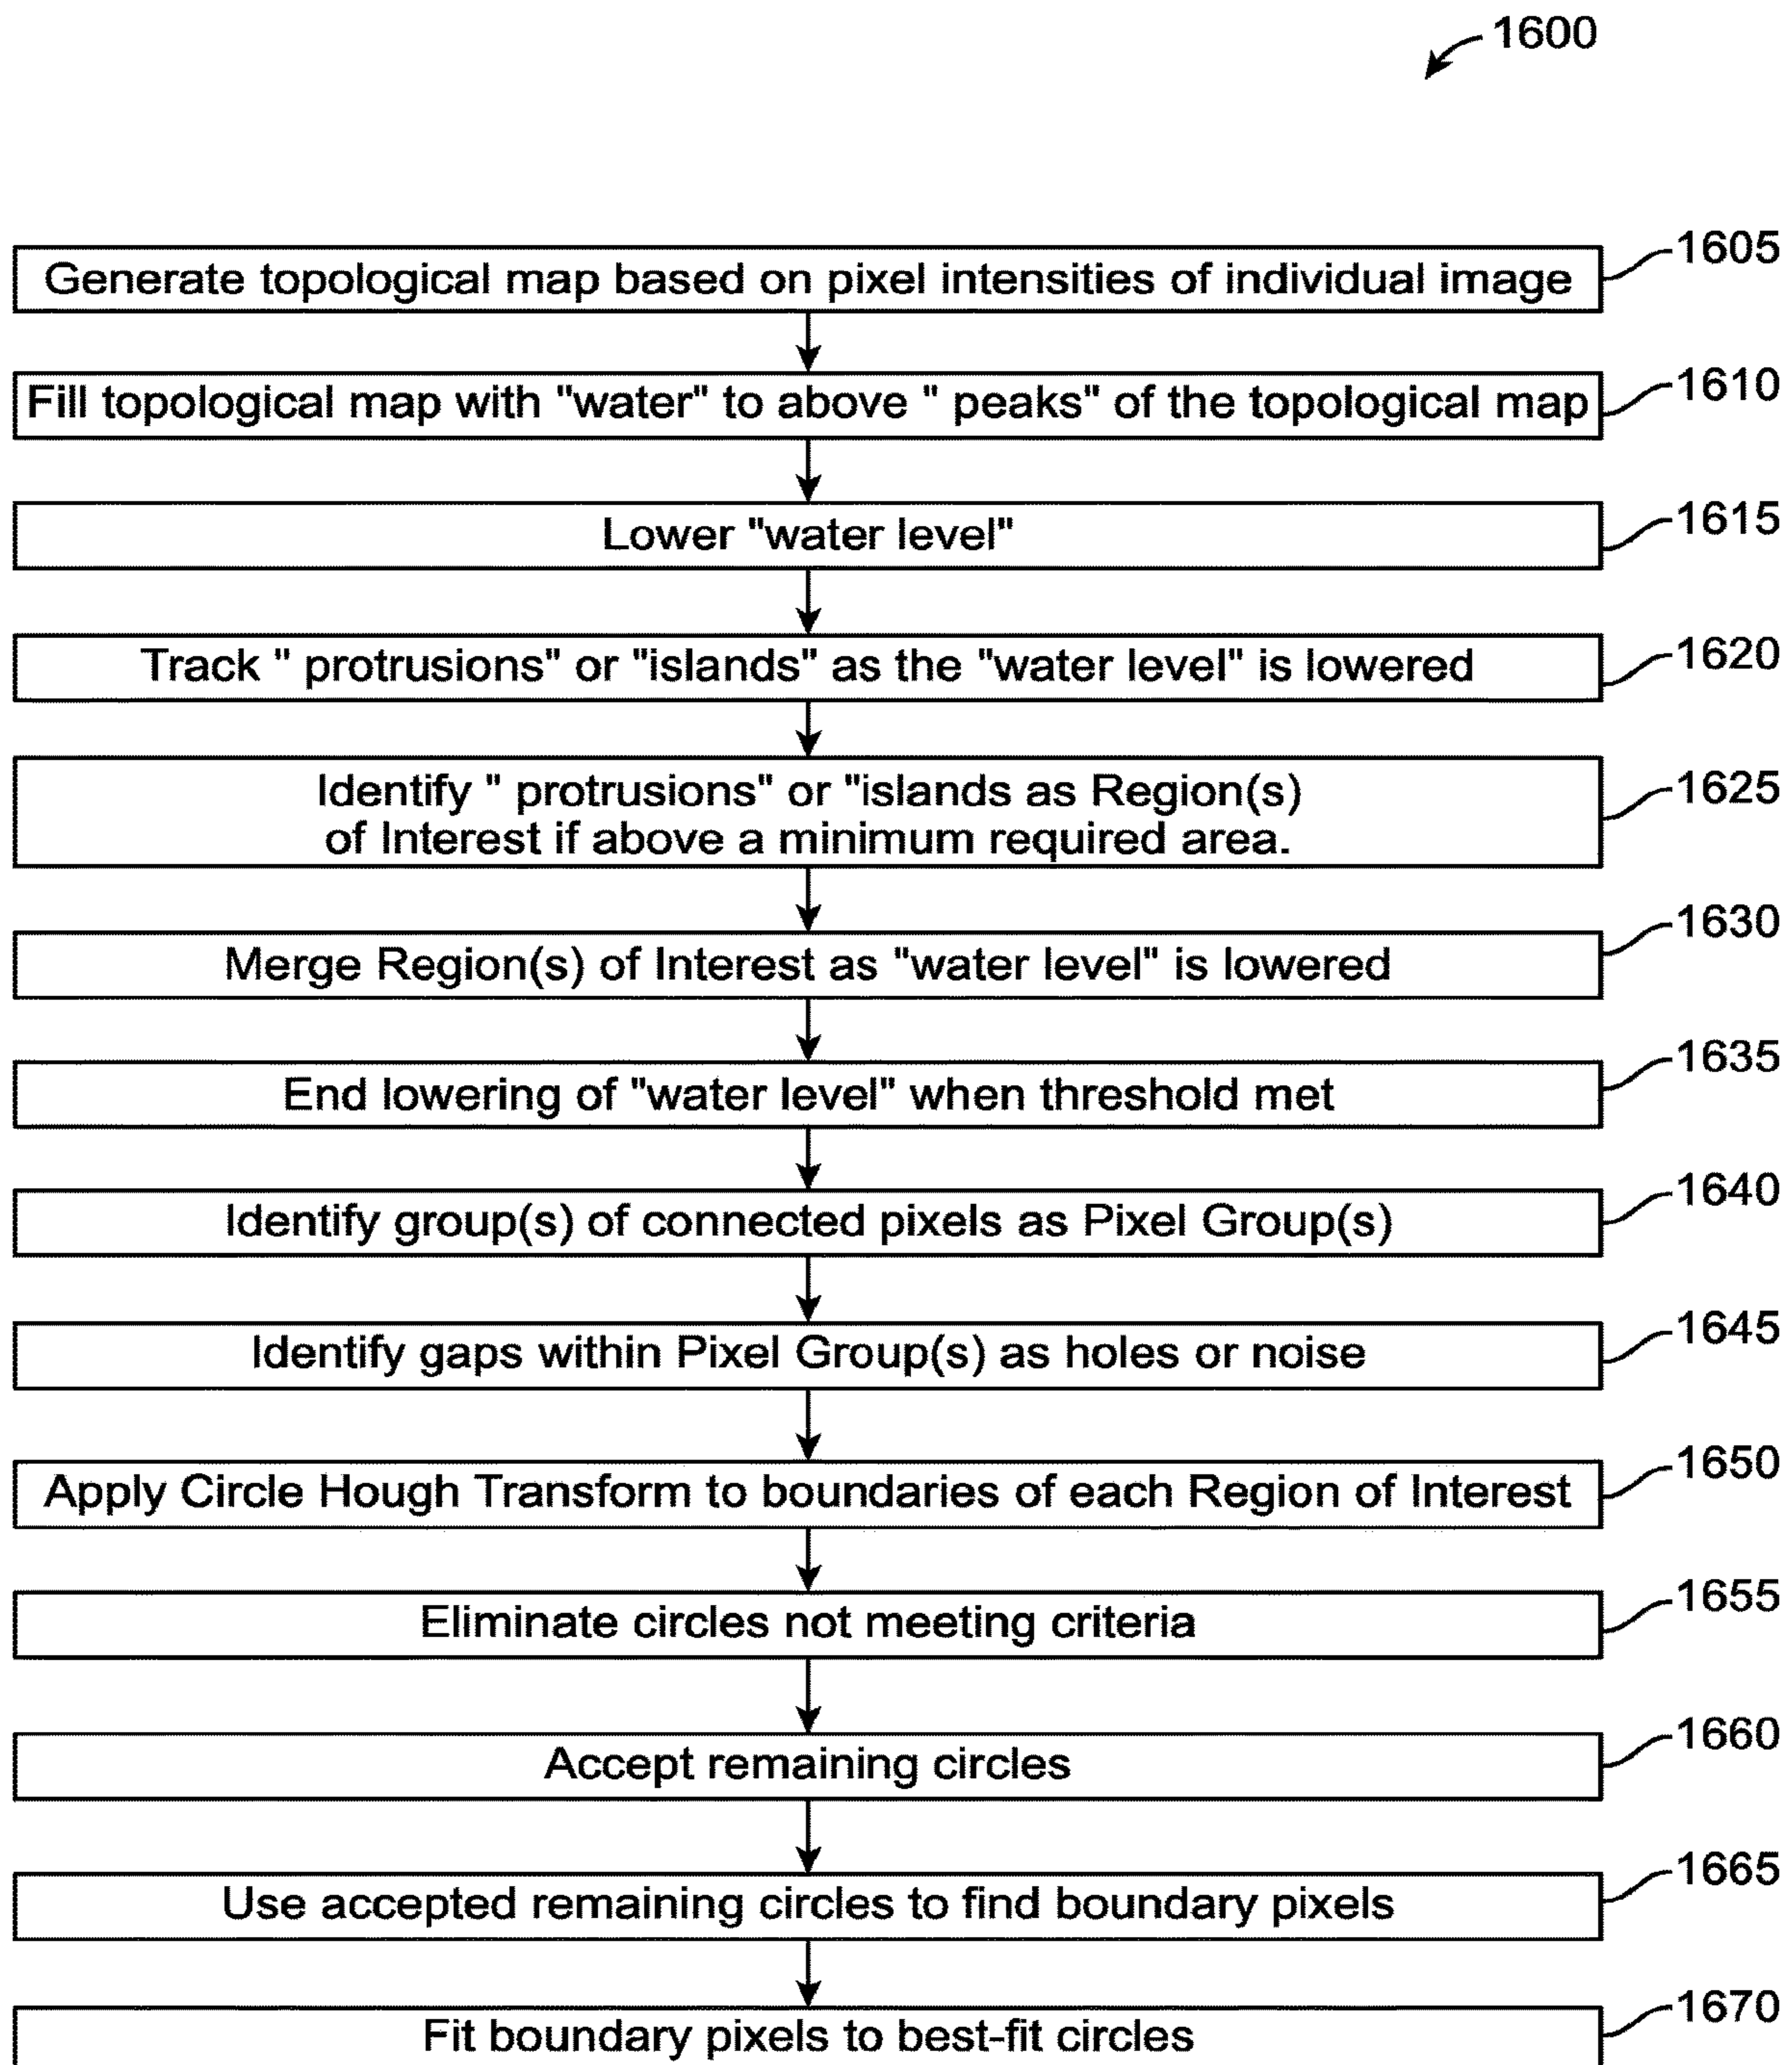 1600
Generate topological map based on pixel intensities of individual image
1605
Fill topological map with "water" to above " peaks" of the topological map
1610
Lower "water level"
1615
Track " protrusions" or "islands" as the "water level" is lowered
1620
Identify " protrusions" or "islands as Region(s)
of Interest if above a minimum required area.
1625
Merge Region(s) of Interest as "water level" is lowered
1630
End lowering of "water level" when threshold met
1635
Identify group(s) of connected pixels as Pixel Group(s)
1640
Identify gaps within Pixel Group(s) as holes or noise
1645
Apply Circle Hough Transform to boundaries of each Region of Interest
1650
Eliminate circles not meeting criteria
1655
Accept remaining circles
1660
Use accepted remaining circles to find boundary pixels
1665
Fit boundary pixels to best-fit circles
1670